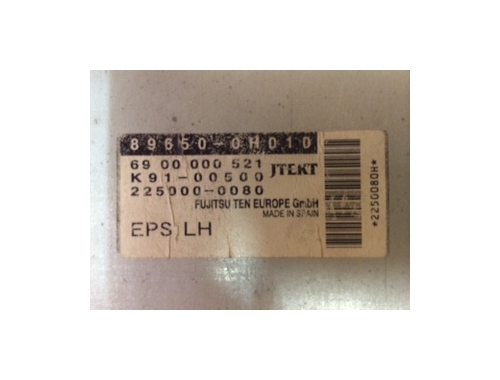 89650-0H010
69 00 000 521
JTEKT
K91-00500
225000-0080
FUJITSU TEN EUROPE GmbH
MADE IN SPAIN
EPS LH
*2250080H*